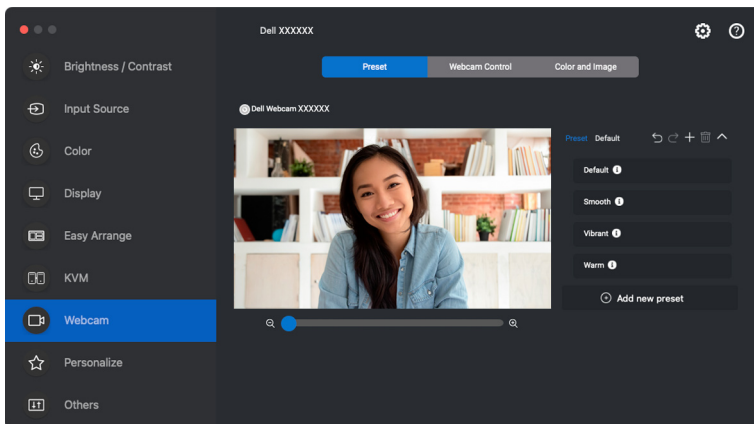 Dell XXXXXX
Brightness / Contrast
Input Source
Color
Display
Easy Arrange
KVM
Webcam
Personalize
Others
Preset
Webcam Control
Color and Image
Dell Webcam XXXXXX
Preset Default
Default
Smooth
Vibrant
Warm
Add new preset